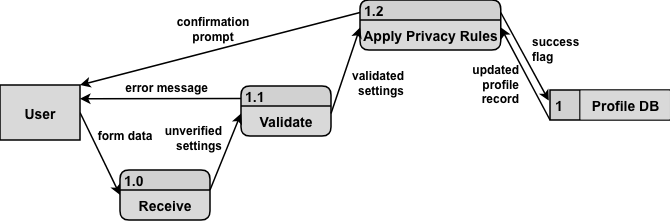 1.2
Apply Privacy Rules
confirmation
prompt
success
flag
updated
profile
record
validated
settings
error message
1.1
Validate
User
1
Profile DB
form data
unverified
settings
1.0
Receive